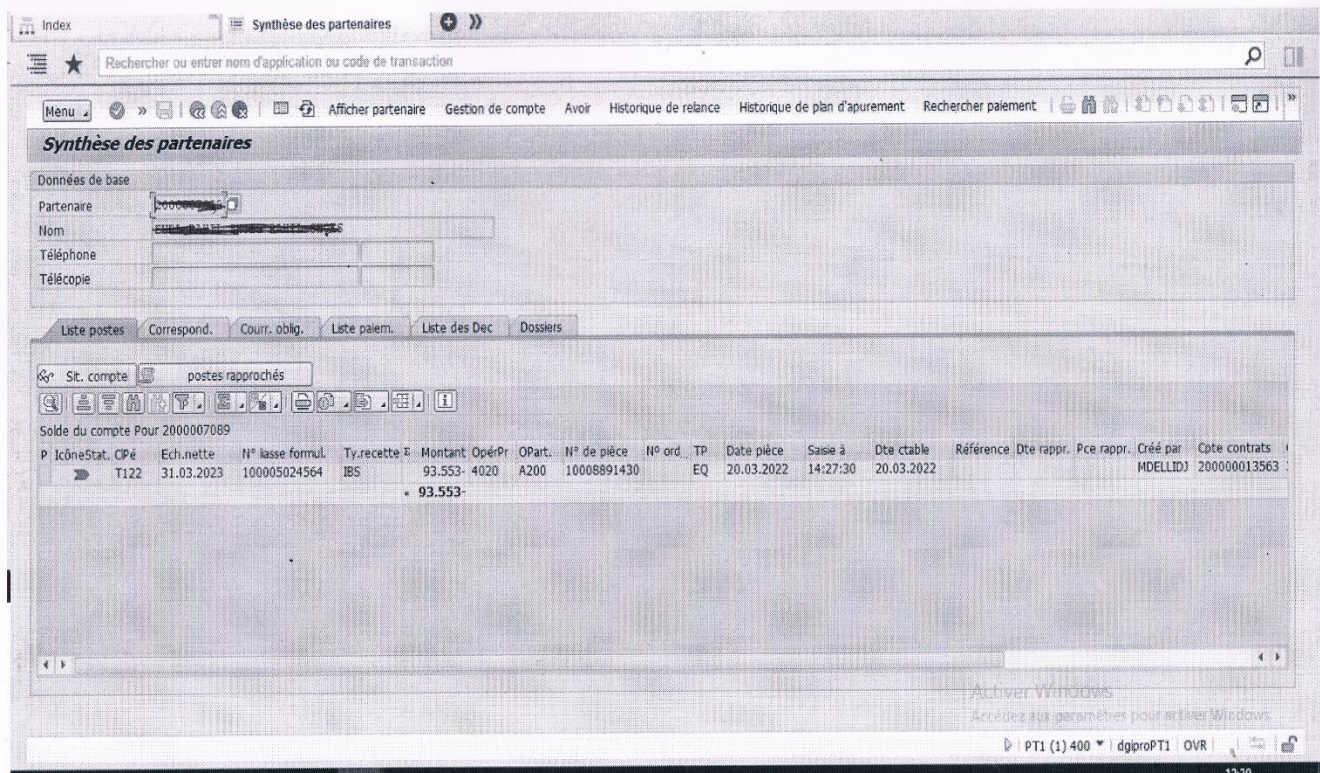 Index
Synthèse des partenaires
Rechercher ou entrer nom d'application ou code de transaction
Menu
Afficher partenaire Gestion de compte Avoir Historique de relance Historique de plan d'apurement Rechercher paiement
Synthèse des partenaires
Données de base
Partenaire
Nom
Téléphone
Télécopie
Liste postes Correspond. Courr. oblig. Liste paiem. Liste des Dec Dossiers
Sit. compte postes rapprochés
Solde du compte Pour 2000007089
P IcôneStat. ClPé Ech.nette N° lasse formul. Ty.recette Σ Montant OpérPr OPart. N° de pièce N° ord TP Date pièce Saisie à Dte ctable Référence Dte rappr. Pce rappr. Créé par Cpte contrats
T122 31.03.2023 100005024564 IBS 93.553- 4020 A200 10008891430 EQ 20.03.2022 14:27:30 20.03.2022 MDELLIDJ 200000013563
▪ 93.553-
Activer Windows
Accédez aux paramètres pour activer Windows.
PT1 (1) 400 dgiproPT1 OVR
12:20